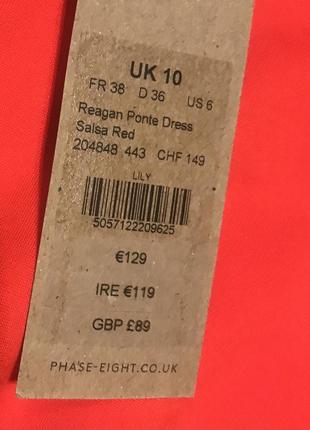 UK 10
FR 38 D 36 US 6
Reagan Ponte Dress
Salsa Red
204848 443 CHF 149
LILY
5057122209625
€129
IRE €119
GBP £89
PHASE-EIGHT.CO.UK